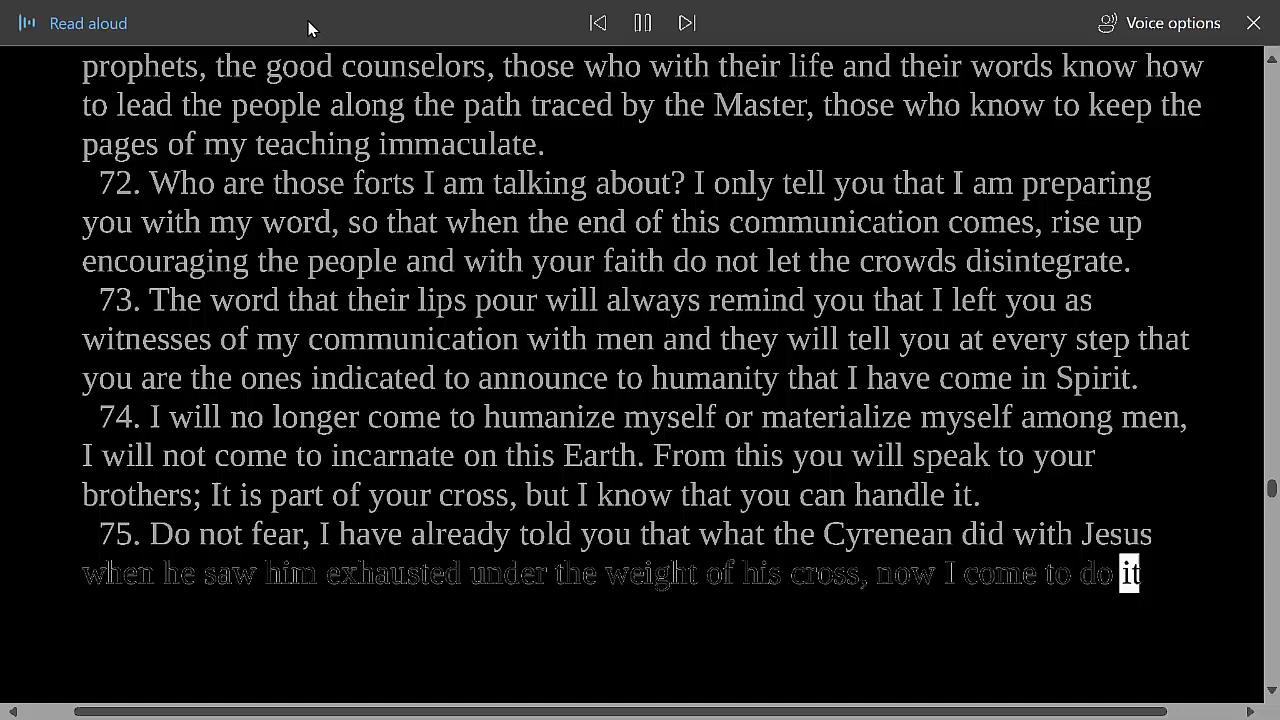 Read aloud
Voice options
prophets, the good counselors, those who with their life and their words know how
to lead the people along the path traced by the Master, those who know to keep the
pages of my teaching immaculate.
72. Who are those forts I am talking about? I only tell you that I am preparing
you with my word, so that when the end of this communication comes, rise up
encouraging the people and with your faith do not let the crowds disintegrate.
73. The word that their lips pour will always remind you that I left you as
witnesses of my communication with men and they will tell you at every step that
you are the ones indicated to announce to humanity that I have come in Spirit.
74. I will no longer come to humanize myself or materialize myself among men,
I will not come to incarnate on this Earth. From this you will speak to your
brothers; It is part of your cross, but I know that you can handle it.
75. Do not fear, I have already told you that what the Cyrenean did with Jesus
when he saw him exhausted under the weight of his cross, now I come to do it